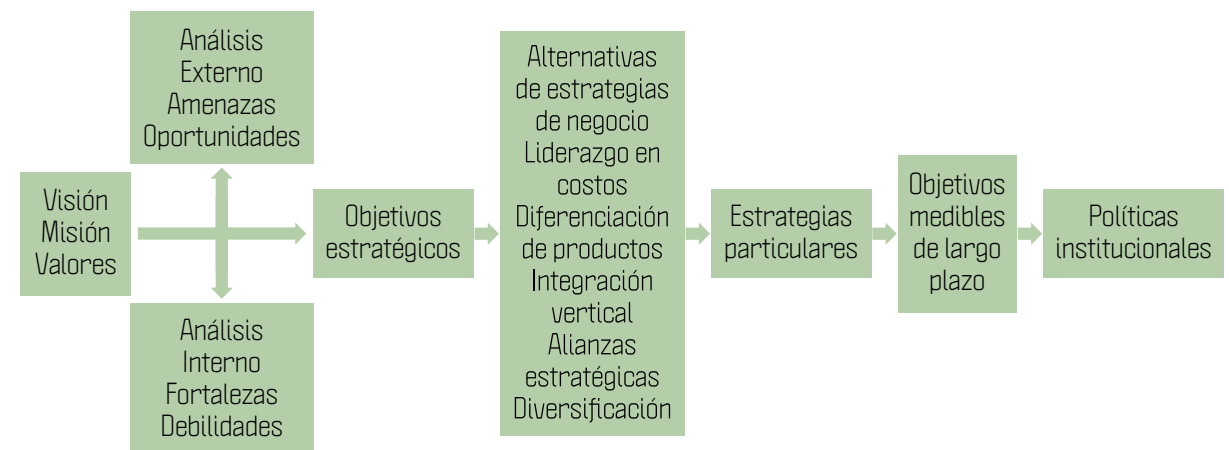 Visión
Misión
Valores
Análisis
Externo
Amenazas
Oportunidades
Análisis
Interno
Fortalezas
Debilidades
Objetivos
estratégicos
Alternativas
de estrategias
de negocio
Liderazgo en
costos
Diferenciación
de productos
Integración
vertical
Alianzas
estratégicas
Diversificación
Estrategias
particulares
Objetivos
medibles
de largo
plazo
Políticas
institucionales